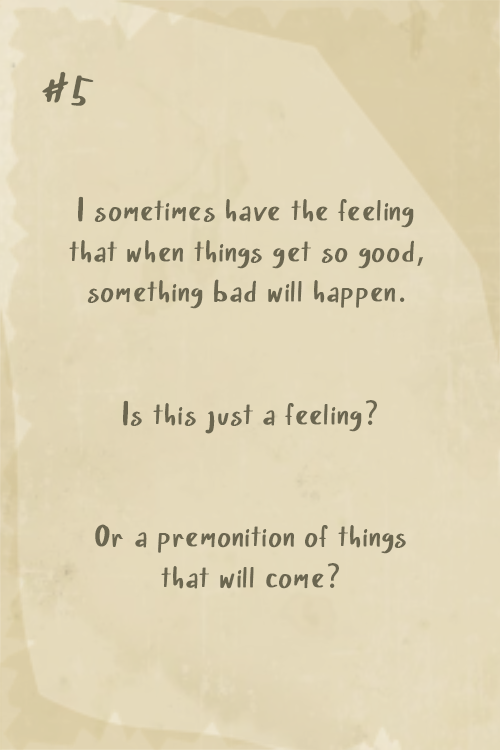 #5
I sometimes have the feeling
that when things get so good,
something bad will happen.
Is this just a feeling?
Or a premonition of things
that will come?